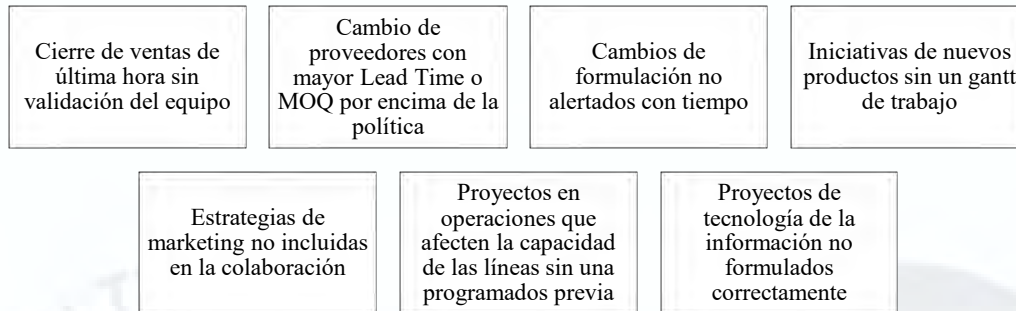 Cierre de ventas de
última hora sin
validación del equipo
Cambio de
proveedores con
mayor Lead Time o
MOQ por encima de la
política
Cambios de
formulación no
alertados con tiempo
Iniciativas de nuevos
productos sin un gantt
de trabajo
Estrategias de
marketing no incluidas
en la colaboración
Proyectos en
operaciones que
afecten la capacidad
de las líneas sin una
programados previa
Proyectos de
tecnología de la
información no
formulados
correctamente